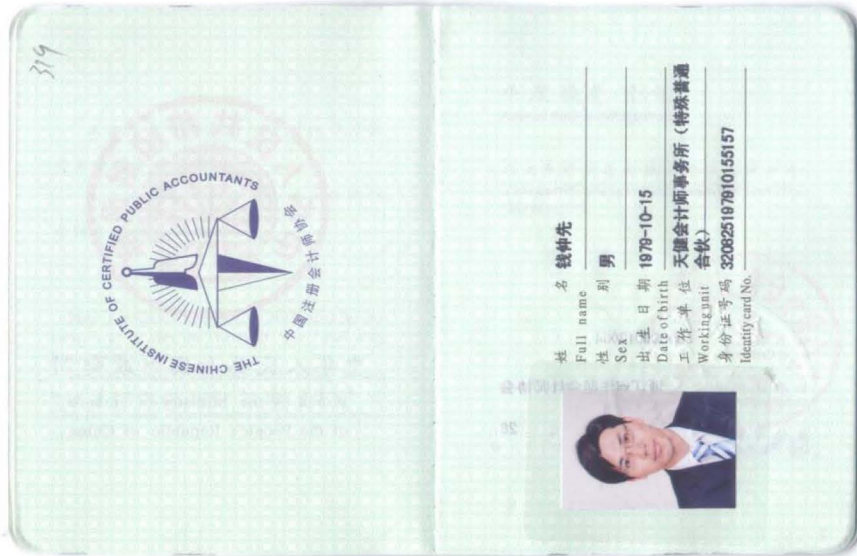 319
THE CHINESE INSTITUTE OF CERTIFIED PUBLIC ACCOUNTANTS
中国注册会计师协会
姓 名 钱仲先
Full name
性 别 男
Sex
出 生 日 期 1979-10-15
Date of birth
工 作 单 位 天健会计师事务所（特殊普通
Working unit 合伙）
身份证号码 320825197910155157
Identity card No.